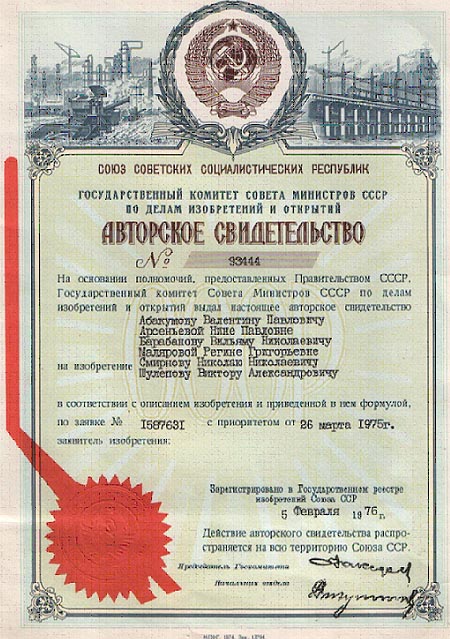 СОЮЗ СОВЕТСКИХ СОЦИАЛИСТИЧЕСКИХ РЕСПУБЛИК
ГОСУДАРСТВЕННЫЙ КОМИТЕТ СОВЕТА МИНИСТРОВ СССР
ПО ДЕЛАМ ИЗОБРЕТЕНИЙ И ОТКРЫТИЙ
АВТОРСКОЕ СВИДЕТЕЛЬСТВО
№ 93444
На основании полномочий, предоставленных Правительством СССР,
Государственный комитет Совета Министров СССР по делам
изобретений и открытий выдал настоящее авторское свидетельство
Абакумову Валентину Павловичу
Арсеньевой Нине Павловне
Барабанову Вильяму Николаевичу
Маляровой Регине Григорьевне
на изобретение Смирнову Николаю Николаевичу
Шулепову Виктору Александровичу
в соответствии с описанием изобретения и приведенной в нем формулой,
по заявке № 1587631 с приоритетом от 26 марта 1975г.
заявитель изобретения:
Зарегистрировано в Государственном реестре
изобретений Союза ССР
5 Февраля 1976г.
Действие авторского свидетельства распро-
страняется на всю территорию Союза ССР.
Председатель Госкомитета
Начальник отдела